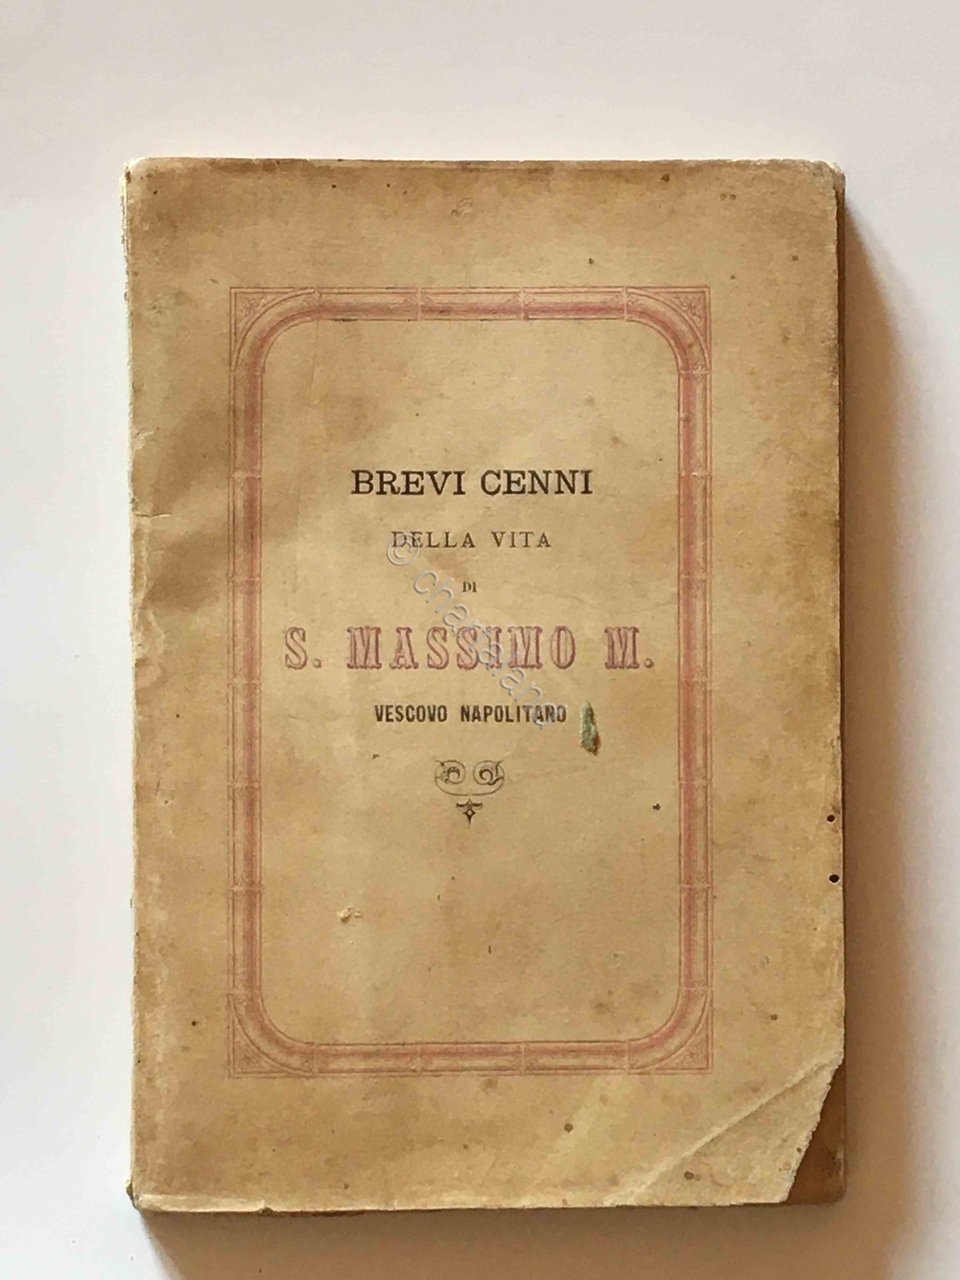 BREVI CENNI
DELLA VITA
DI
S. MASSIMO M.
VESCOVO NAPOLITANO